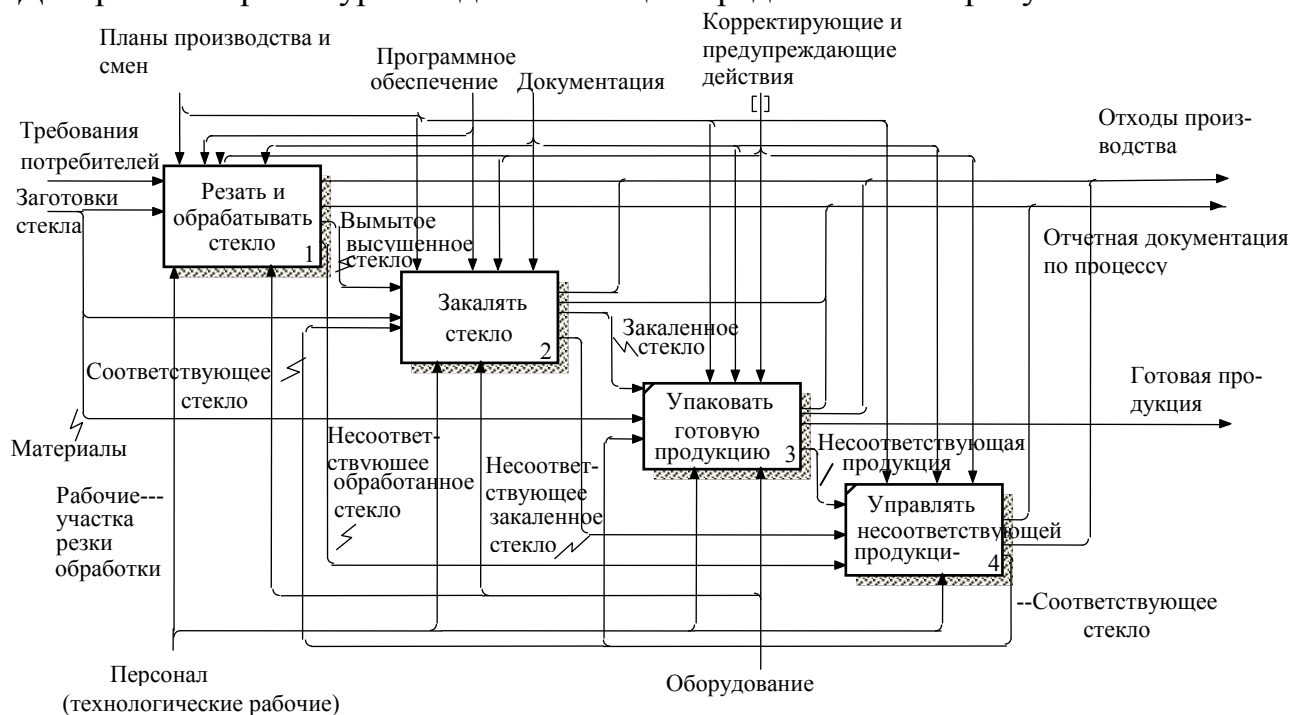 Планы производства и
смен
Программное
обеспечение
Документация
Корректирующие и
предупреждающие
действия
Требования
потребителей
Заготовки
стекла
Отходы произ-
водства
Резать и
обрабатывать
стекло
1
Вымытое
высушенное
стекло
Отчетная документация
по процессу
Закалять
стекло
2
Закаленное
стекло
Соответствующее
стекло
Материалы
Упаковать
готовую
продукцию
3
Готовая про-
дукция
Несоответ-
ствующее
обработанное
стекло
Несоответ-
ствующее
закаленное
стекло
Несоответствующая
продукция
Рабочие---
участка
резки
обработки
Управлять
несоответствующей
продукци-
4
--Соответствующее
стекло
Персонал
(технологические рабочие)
Оборудование